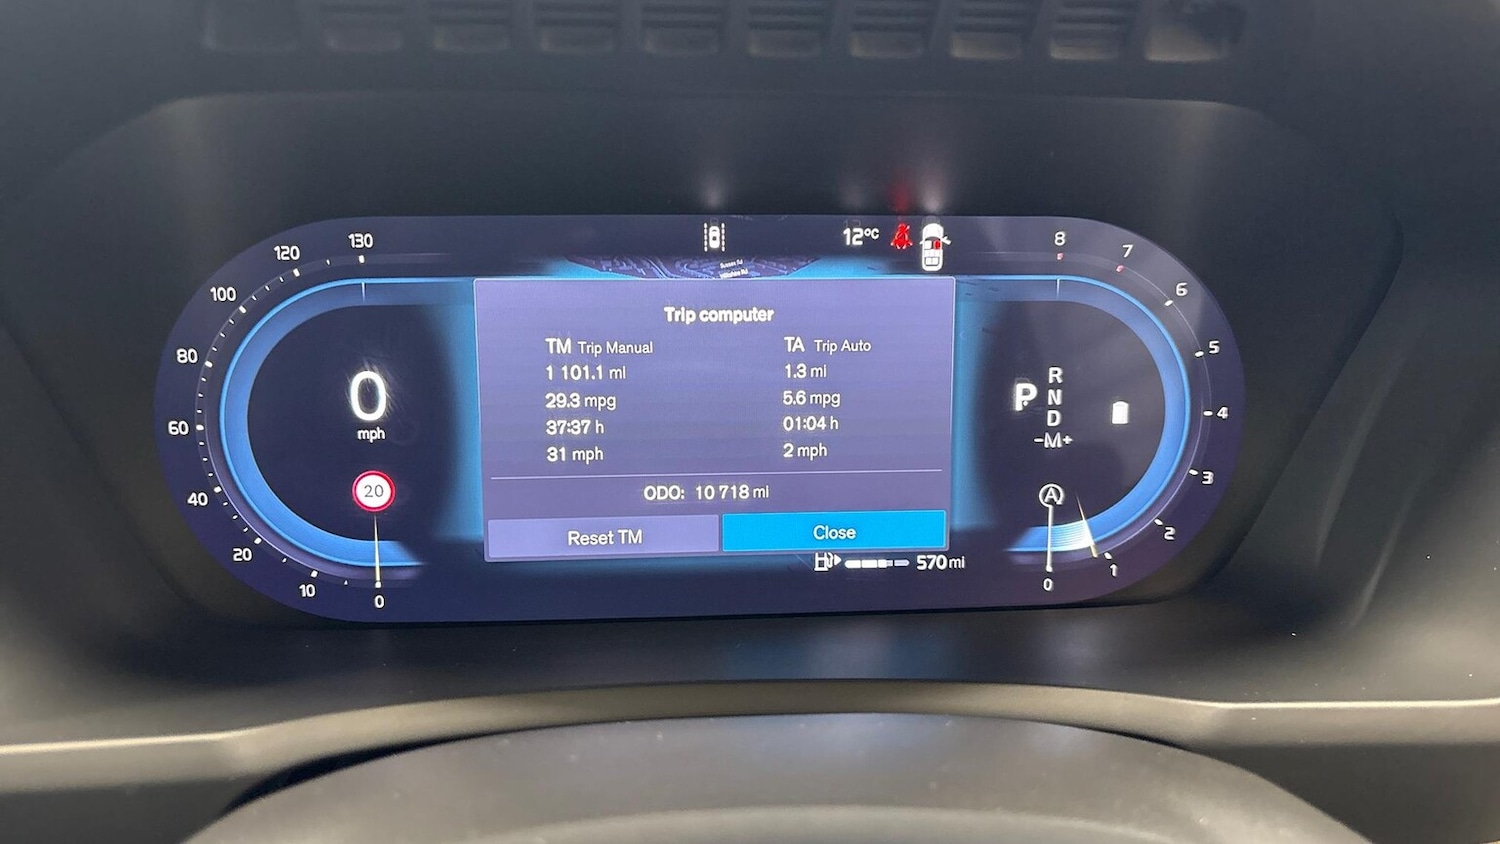 120
130
12°C
8
7
6
5
4
3
2
1
0
100
80
60
40
20
10
0
0
mph
20
Trip computer
TM Trip Manual
1 101.1 mi
29.3 mpg
37:37 h
31 mph
TA Trip Auto
1.3 mi
5.6 mpg
01:04 h
2 mph
ODO: 10 718 mi
Reset TM
Close
570 mi
P
R
N
D
-M+
A